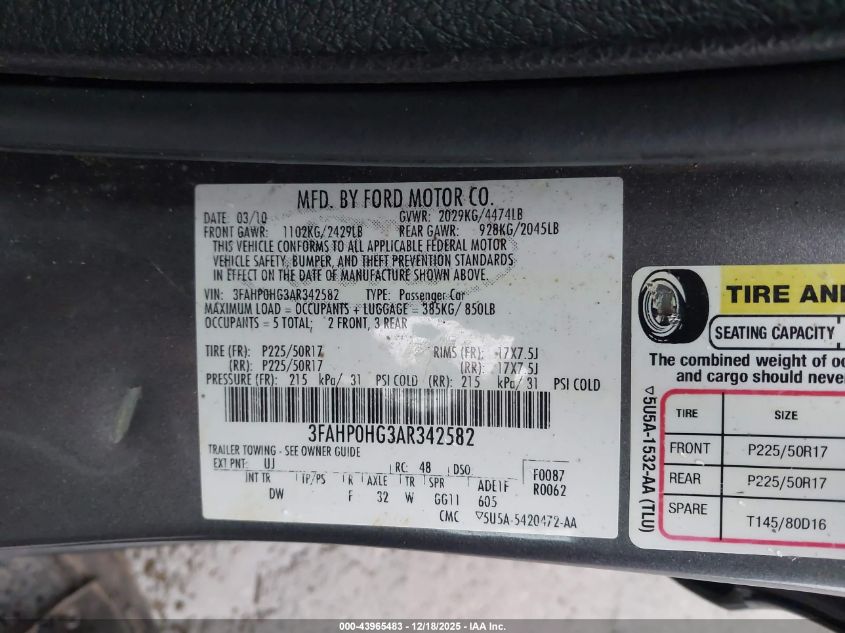 MFD. BY FORD MOTOR CO.
DATE 03/10 GVWR: 2029KG/4474LB
FRONT GAWR: 1102KG/2429LB REAR GAWR: 928KG/2045LB
THIS VEHICLE CONFORMS TO ALL APPLICABLE FEDERAL MOTOR
VEHICLE SAFETY, BUMPER, AND THEFT PREVENTION STANDARDS
IN EFFECT ON THE DATE OF MANUFACTURE SHOWN ABOVE.
VIN: 3FAHP0HG3AR342582 TYPE: Passenger Car
MAXIMUM LOAD = OCCUPANTS + LUGGAGE = 385KG/ 850LB
OCCUPANTS = 5 TOTAL; 2 FRONT, 3 REAR
TIRE (FR): P225/50R17 RIMS (FR): 17X7.5J
(RR): P225/50R17 (RR): 17X7.5J
PRESSURE (FR): 215 kPa/ 31 PSI COLD (RR): 215 kPa/ 31 PSI COLD
3FAHP0HG3AR342582
TRAILER TOWING - SEE OWNER GUIDE
EXT PNT: UJ RC: 48 DSO: F0087
INT TR TP/PS R AXLE TR SPR ADE1F R0062
DW F 32 W GG11 605
CMC ▽5U5A-5420472-AA
TIRE AN
SEATING CAPACITY
The combined weight of oc
and cargo should never
▽5U5A-1532-AA (TLU)
TIRE SIZE
FRONT P225/50R17
REAR P225/50R17
SPARE T145/80D16
000-43965483 - 12/18/2025 - IAA Inc.